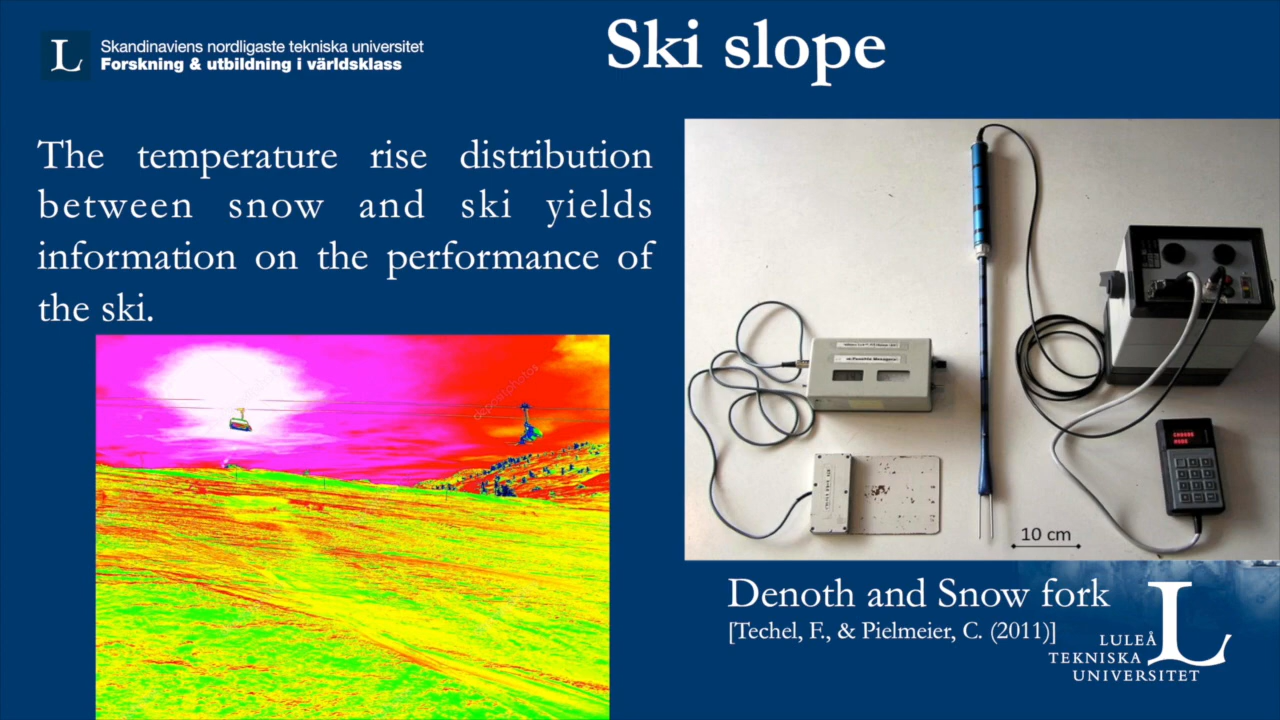 Skandinaviens nordligaste tekniska universitet
Forskning & utbildning i världsklass
Ski slope
The temperature rise distribution
between snow and ski yields
information on the performance of
the ski.
depositphotos
10 cm
Denoth and Snow fork
[Techel, F., & Pielmeier, C. (2011)]
LULEÅ
TEKNISKA
UNIVERSITET
L
L